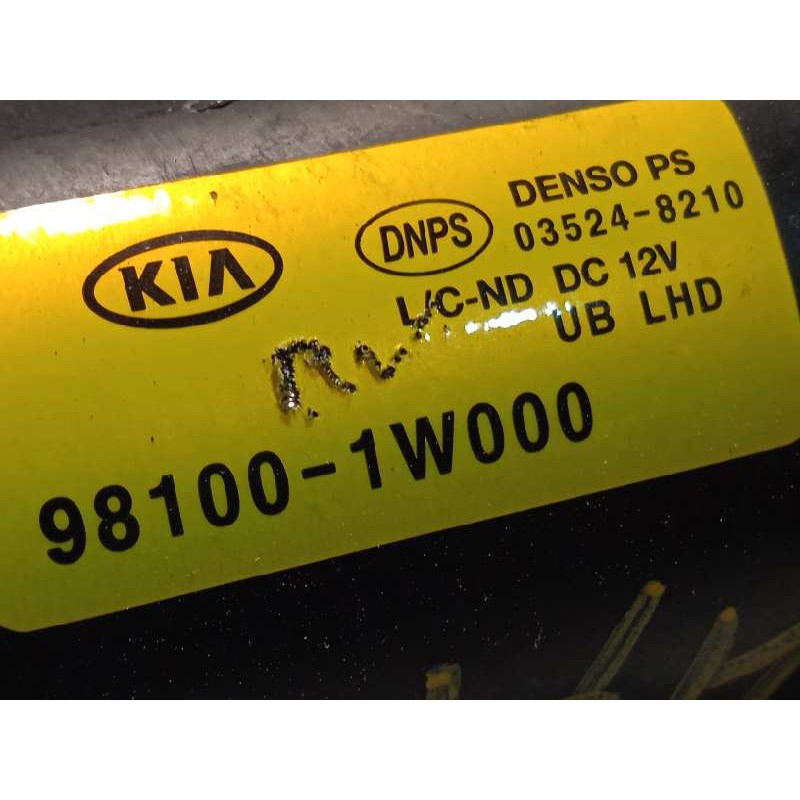 KIA
DNPS
DENSO PS
03524-8210
L/C-ND DC 12V
UB LHD
98100-1W000